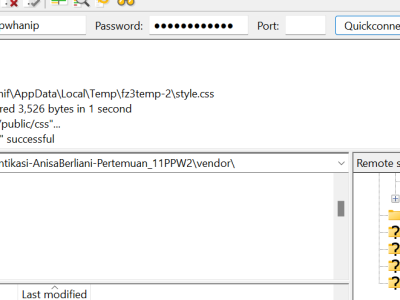 pwhanip Password: ●●●●●●●●●●●● Port: Quickconne
nif\AppData\Local\Temp\fz3temp-2\style.css
red 3,526 bytes in 1 second
"public/css"...
" successful
ntikasi-AnisaBerliani-Pertemuan_11PPW2\vendor\
Remote s
Last modified